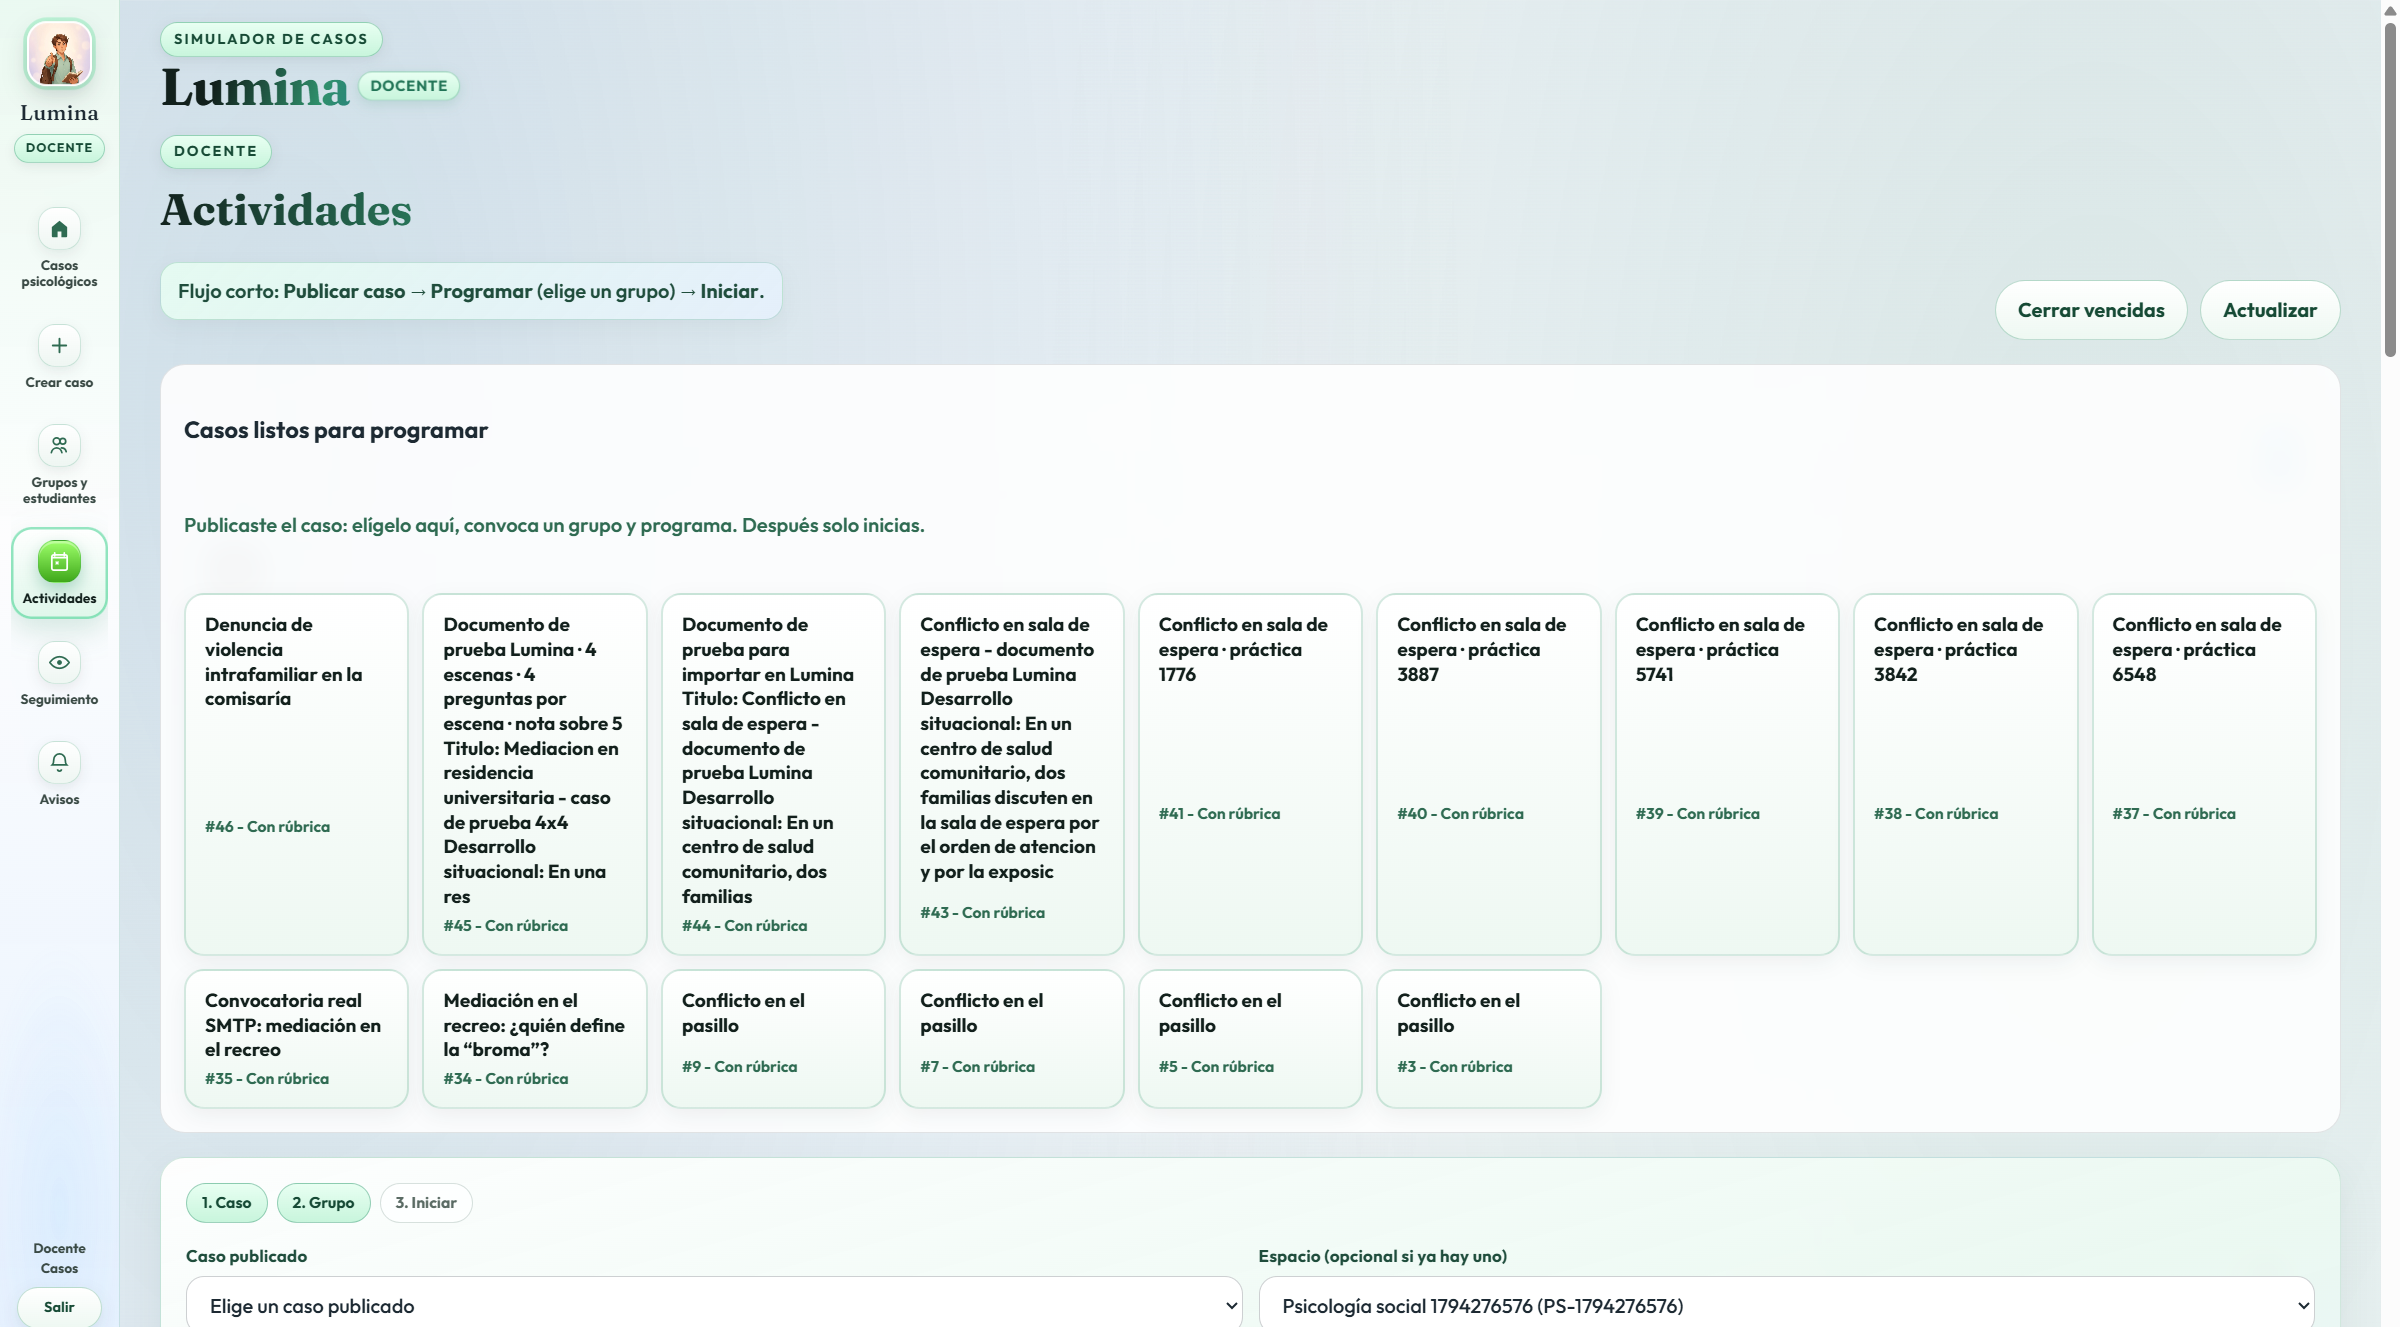 Lumina
DOCENTE
Casos
psicológicos
Crear caso
Grupos y
estudiantes
Actividades
Seguimiento
Avisos
Docente
Casos
Salir
SIMULADOR DE CASOS
Lumina DOCENTE
DOCENTE
Actividades
Flujo corto: Publicar caso → Programar (elige un grupo) → Iniciar.
Cerrar vencidas
Actualizar
Casos listos para programar
Publicaste el caso: elígelo aquí, convoca un grupo y programa. Después solo inicias.
Denuncia de
violencia
intrafamiliar en la
comisaría
#46 - Con rúbrica
Documento de
prueba Lumina · 4
escenas · 4
preguntas por
escena · nota sobre 5
Titulo: Mediacion en
residencia
universitaria - caso
de prueba 4x4
Desarrollo
situacional: En una
res
#45 - Con rúbrica
Documento de
prueba para
importar en Lumina
Titulo: Conflicto en
sala de espera -
documento de
prueba Lumina
Desarrollo
situacional: En un
centro de salud
comunitario, dos
familias
#44 - Con rúbrica
Conflicto en sala de
espera - documento
de prueba Lumina
Desarrollo
situacional: En un
centro de salud
comunitario, dos
familias discuten en
la sala de espera por
el orden de atencion
y por la exposic
#43 - Con rúbrica
Conflicto en sala de
espera · práctica
1776
#41 - Con rúbrica
Conflicto en sala de
espera · práctica
3887
#40 - Con rúbrica
Conflicto en sala de
espera · práctica
5741
#39 - Con rúbrica
Conflicto en sala de
espera · práctica
3842
#38 - Con rúbrica
Conflicto en sala de
espera · práctica
6548
#37 - Con rúbrica
Convocatoria real
SMTP: mediación en
el recreo
#35 - Con rúbrica
Mediación en el
recreo: ¿quién define
la “broma”?
#34 - Con rúbrica
Conflicto en el
pasillo
#9 - Con rúbrica
Conflicto en el
pasillo
#7 - Con rúbrica
Conflicto en el
pasillo
#5 - Con rúbrica
Conflicto en el
pasillo
#3 - Con rúbrica
1. Caso
2. Grupo
3. Iniciar
Caso publicado
Elige un caso publicado
Espacio (opcional si ya hay uno)
Psicología social 1794276576 (PS-1794276576)